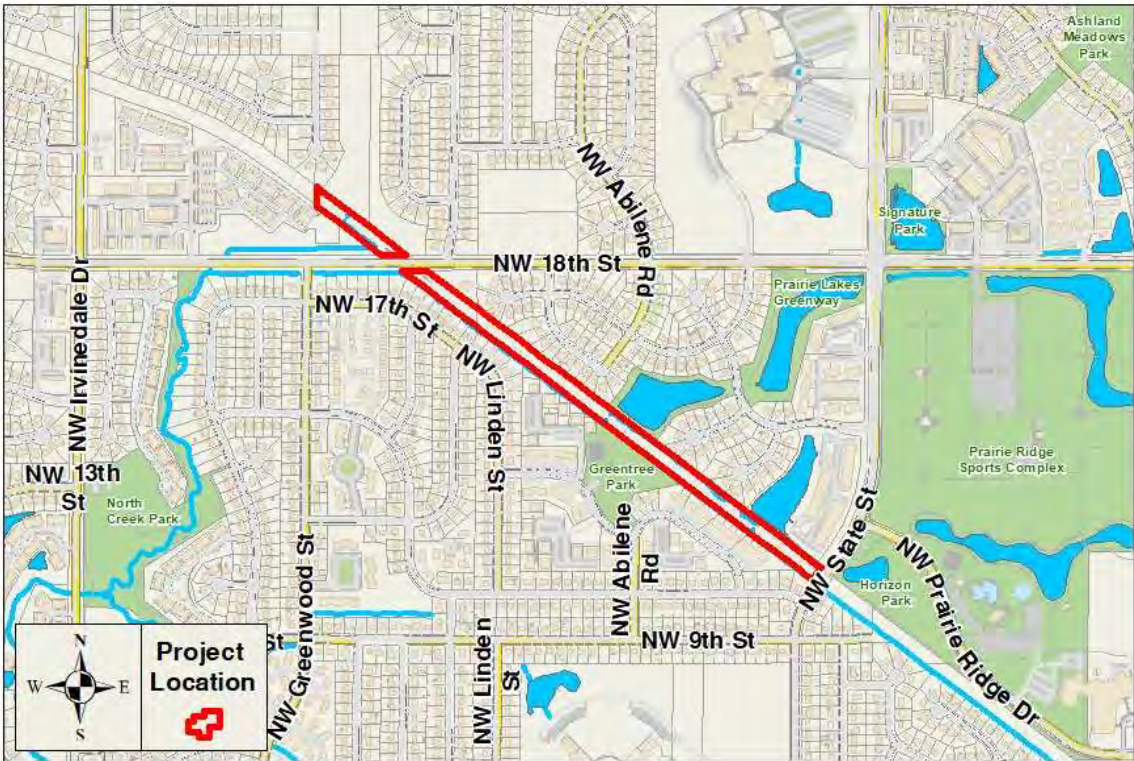 Ashland
Meadows
Park
NW Abilene Rd
Signature
Park
NW 18th St
NW Irvinedale Dr
NW 17th St
Prairie Lakes
Greenway
NW Linden St
Prairie Ridge
Sports Complex
NW 13th
St
North
Creek Park
Greentree
Park
NW Greenwood St
NW Abilene
Rd
NW State St
Horizon
Park
NW Prairie Ridge Dr
NW 9th St
St
NW Linden
St
N
W
E
S
Project
Location